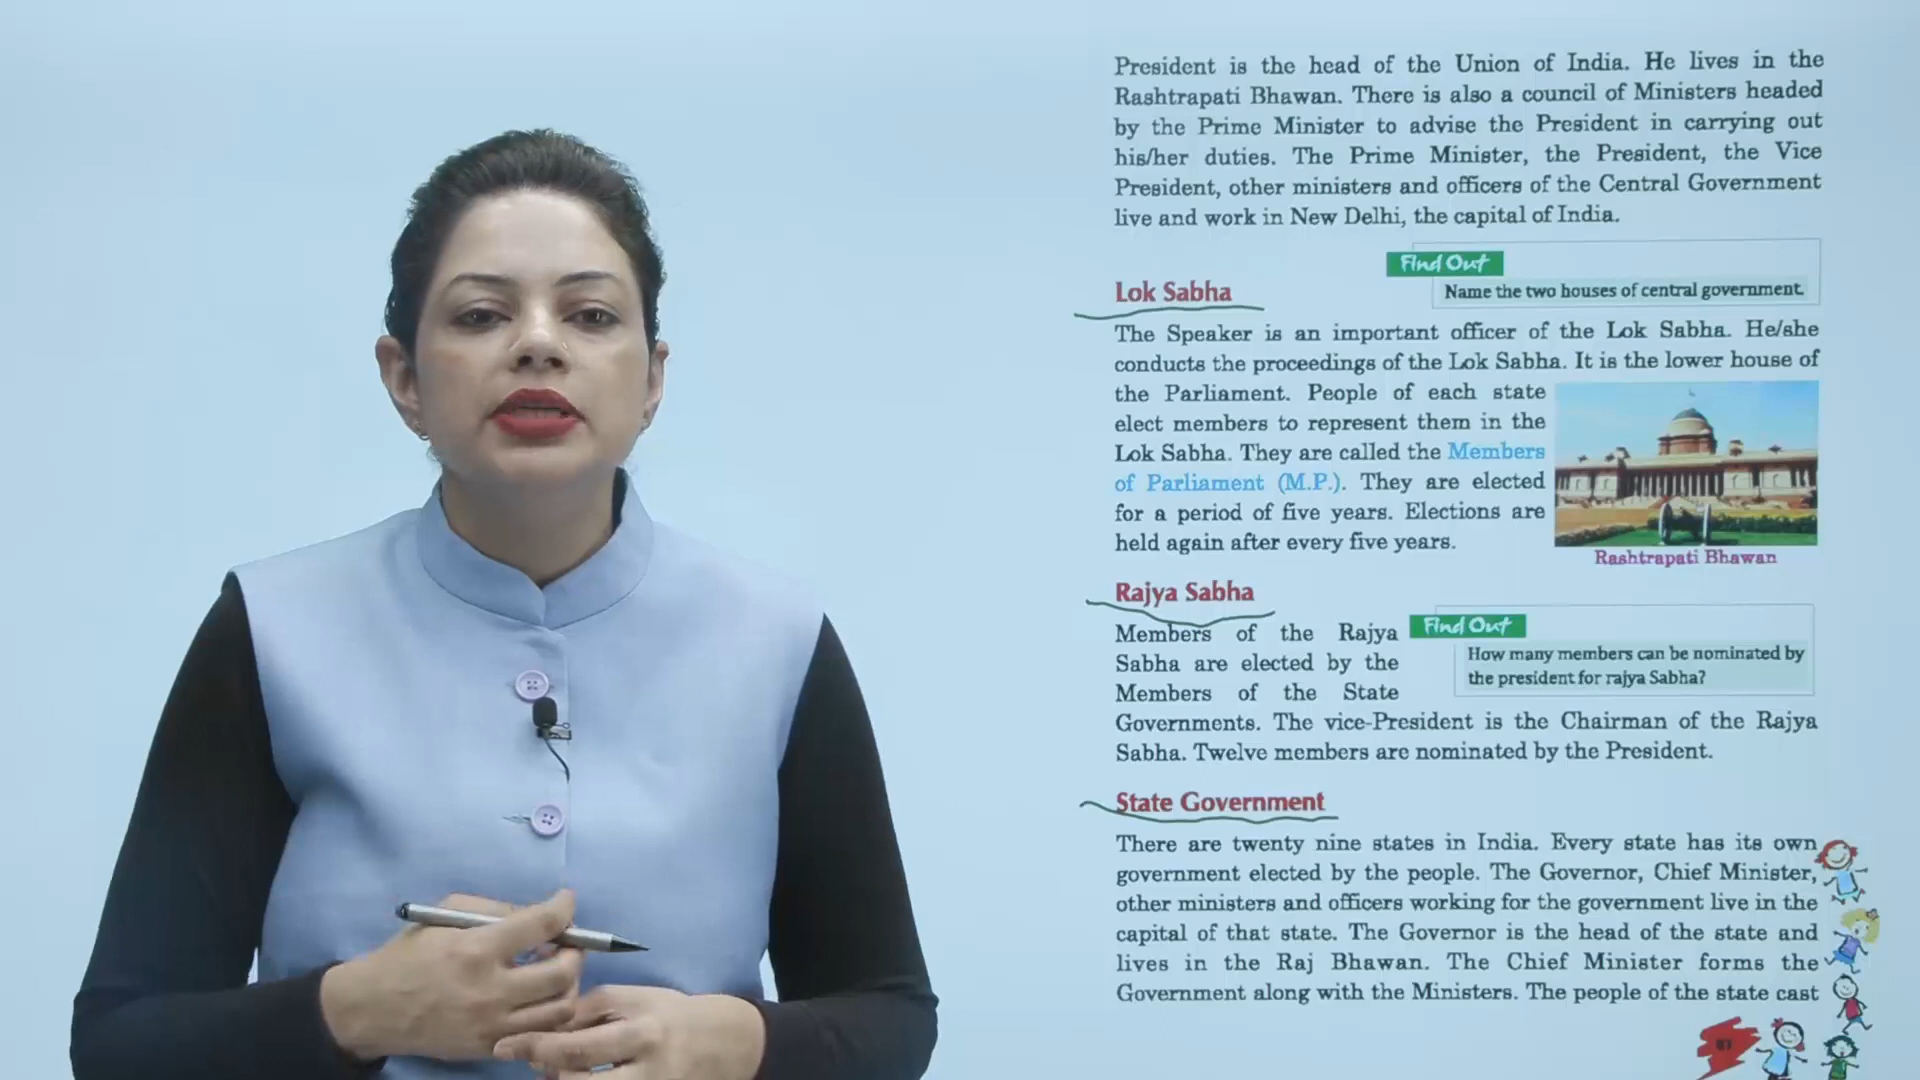 President is the head of the Union of India. He lives in the
Rashtrapati Bhawan. There is also a council of Ministers headed
by the Prime Minister to advise the President in carrying out
his/her duties. The Prime Minister, the President, the Vice
President, other ministers and officers of the Central Government
live and work in New Delhi, the capital of India.
Find Out
Name the two houses of central government.
Lok Sabha
The Speaker is an important officer of the Lok Sabha. He/she
conducts the proceedings of the Lok Sabha. It is the lower house of
the Parliament. People of each state
elect members to represent them in the
Lok Sabha. They are called the Members
of Parliament (M.P.). They are elected
for a period of five years. Elections are
held again after every five years.
Rashtrapati Bhawan
Rajya Sabha
Find Out
How many members can be nominated by
the president for rajya Sabha?
Members of the Rajya
Sabha are elected by the
Members of the State
Governments. The vice-President is the Chairman of the Rajya
Sabha. Twelve members are nominated by the President.
State Government
There are twenty nine states in India. Every state has its own
government elected by the people. The Governor, Chief Minister,
other ministers and officers working for the government live in the
capital of that state. The Governor is the head of the state and
lives in the Raj Bhawan. The Chief Minister forms the
Government along with the Ministers. The people of the state cast